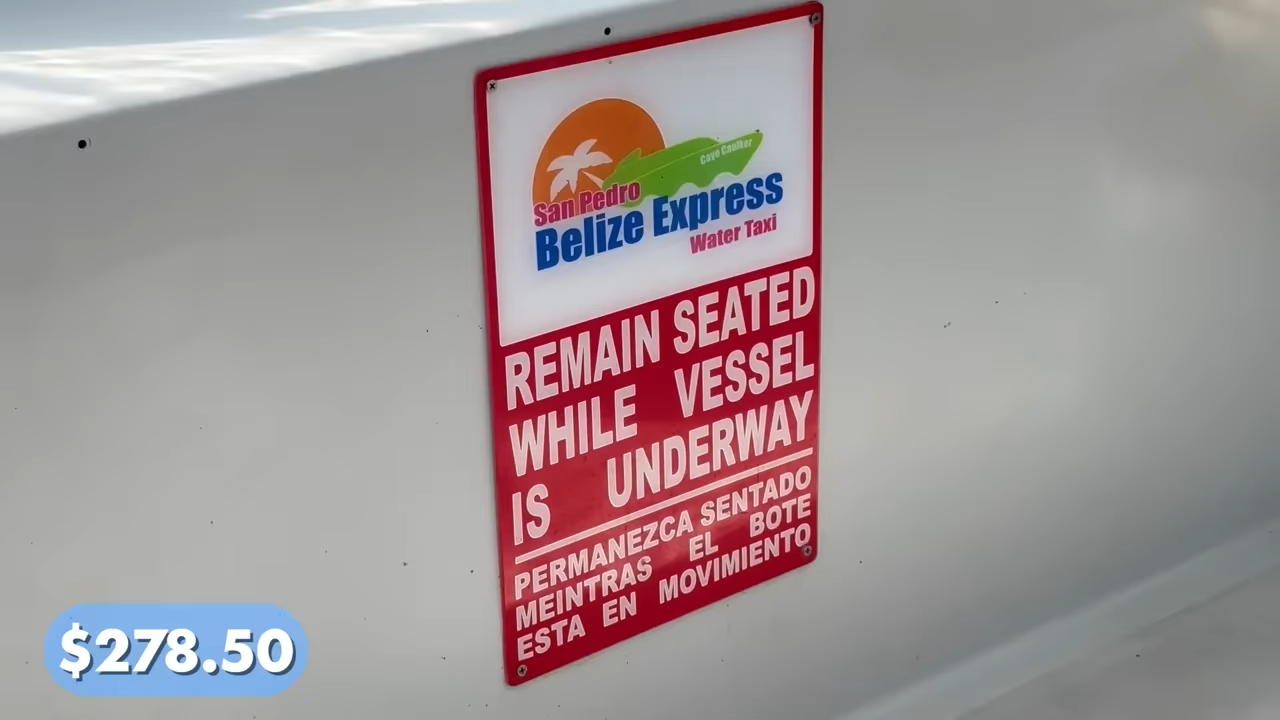 Caye Caulker
San Pedro
Belize Express
Water Taxi
REMAIN SEATED
WHILE VESSEL
IS UNDERWAY
PERMANEZCA SENTADO
MEINTRAS EL BOTE
ESTA EN MOVIMIENTO
$278.50